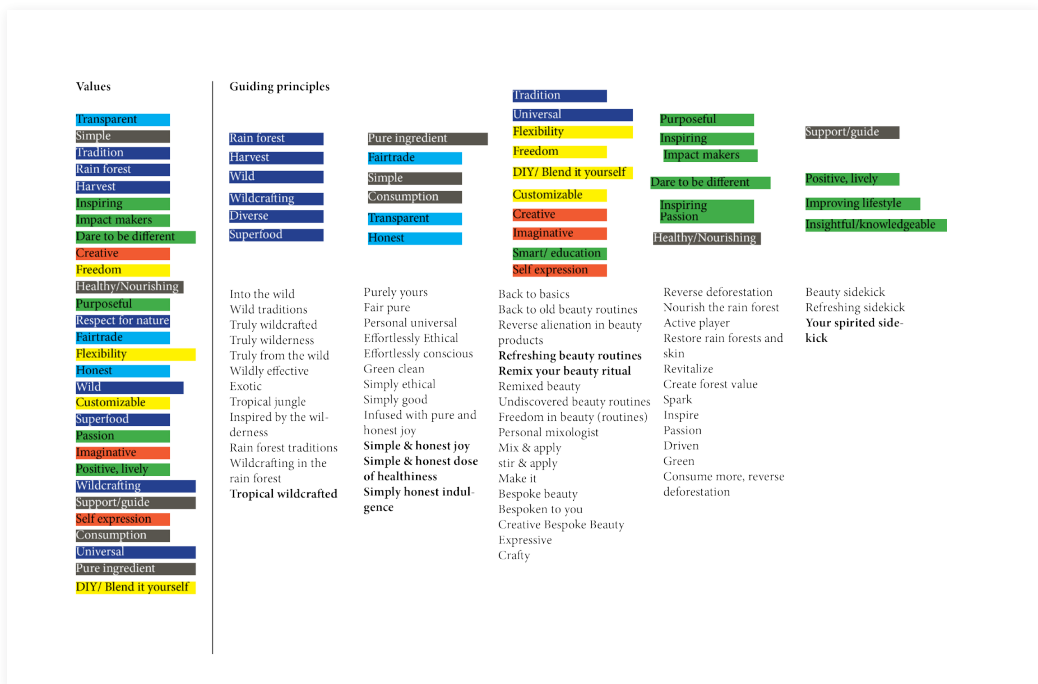 Values
Transparent
Simple
Tradition
Rain forest
Harvest
Inspiring
Impact makers
Dare to be different
Creative
Freedom
Healthy/Nourishing
Purposeful
Respect for nature
Fairtrade
Flexibility
Honest
Wild
Customizable
Superfood
Passion
Imaginative
Positive, lively
Wildcrafting
Support/guide
Self expression
Consumption
Universal
Pure ingredient
DIY/ Blend it yourself
Guiding principles
Rain forest
Harvest
Wild
Wildcrafting
Diverse
Superfood
Into the wild
Wild traditions
Truly wildcrafted
Truly wilderness
Truly from the wild
Wildly effective
Exotic
Tropical jungle
Inspired by the wil-
derness
Rain forest traditions
Wildcrafting in the
rain forest
Tropical wildcrafted
Pure ingredient
Fairtrade
Simple
Consumption
Transparent
Honest
Purely yours
Fair pure
Personal universal
Effortlessly Ethical
Effortlessly conscious
Green clean
Simply ethical
Simply good
Infused with pure and
honest joy
Simple & honest joy
Simple & honest dose
of healthiness
Simply honest indul-
gence
Tradition
Universal
Flexibility
Freedom
DIY/ Blend it yourself
Customizable
Creative
Imaginative
Smart/ education
Self expression
Back to basics
Back to old beauty routines
Reverse alienation in beauty
products
Refreshing beauty routines
Remix your beauty ritual
Remixed beauty
Undiscovered beauty routines
Freedom in beauty (routines)
Personal mixologist
Mix & apply
stir & apply
Make it
Bespoke beauty
Bespoken to you
Creative Bespoke Beauty
Expressive
Crafty
Purposeful
Inspiring
Impact makers
Dare to be different
Inspiring
Passion
Healthy/Nourishing
Reverse deforestation
Nourish the rain forest
Active player
Restore rain forests and
skin
Revitalize
Create forest value
Spark
Inspire
Passion
Driven
Green
Consume more, reverse
deforestation
Support/guide
Positive, lively
Improving lifestyle
Insightful/knowledgeable
Beauty sidekick
Refreshing sidekick
Your spirited side-
kick